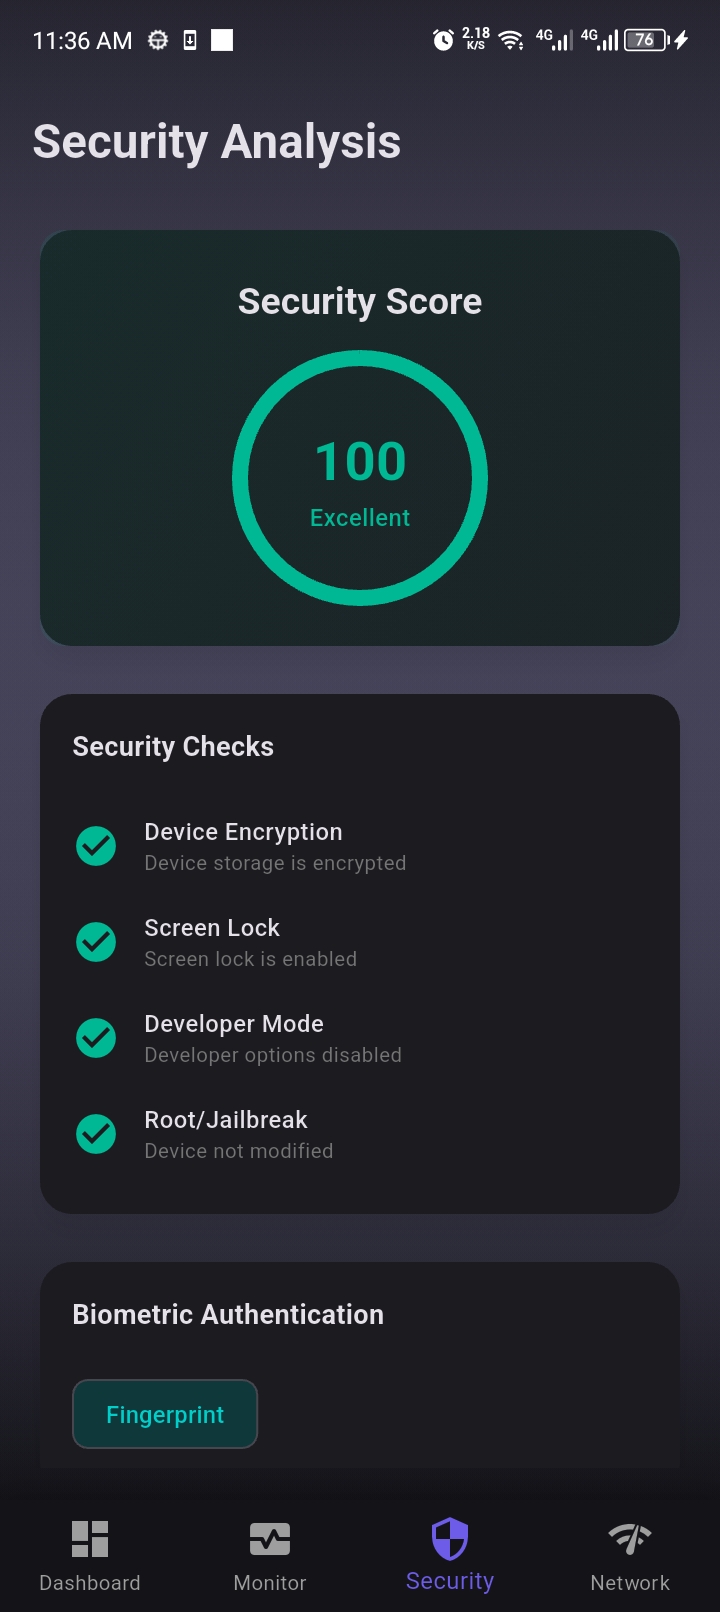 11:36 AM
2.18
K/S
4G
4G
76
Security Analysis
Security Score
100
Excellent
Security Checks
Device Encryption
Device storage is encrypted
Screen Lock
Screen lock is enabled
Developer Mode
Developer options disabled
Root/Jailbreak
Device not modified
Biometric Authentication
Fingerprint
Dashboard
Monitor
Security
Network